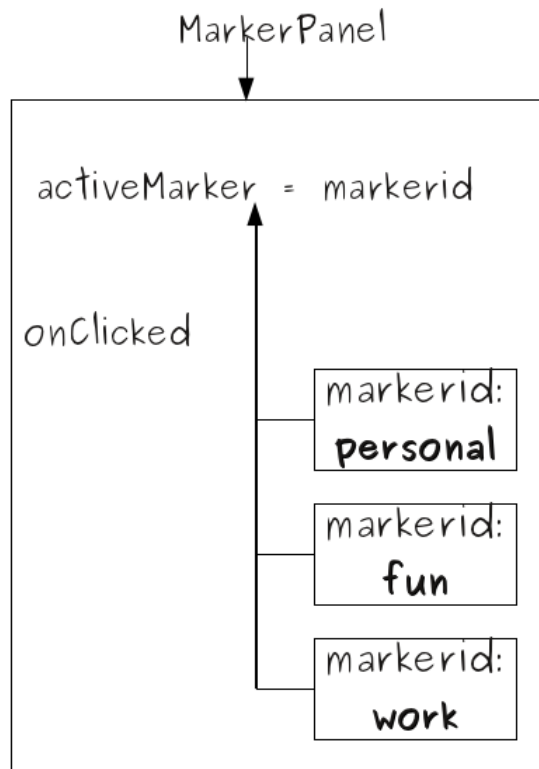 MarkerPanel
activeMarker = markerid
onClicked
markerid:
personal
markerid:
fun
markerid:
work